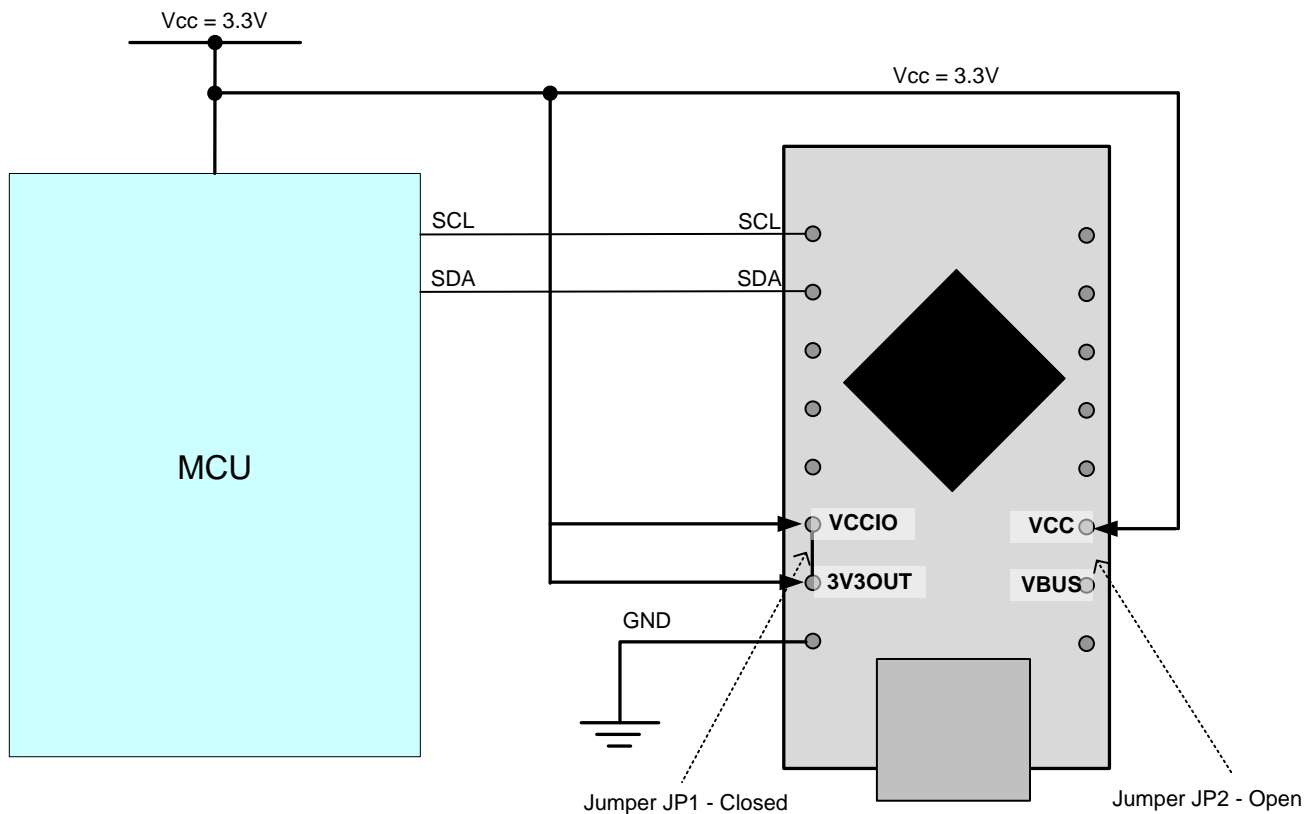 Vcc = 3.3V
Vcc = 3.3V
SCL
SCL
SDA
SDA
MCU
VCCIO
VCC
3V3OUT
VBUS
GND
Jumper JP1 - Closed
Jumper JP2 - Open